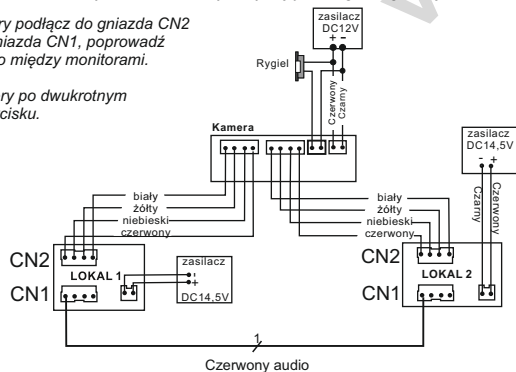 ry podłącz do gniazda CN2
niazda CN1, poprowadź
o między monitorami.
ry po dwukrotnym
cisku.
zasilacz
DC12V
+ -
Rygiel
Czerwony
Czarny
Kamera
zasilacz
DC14,5V
- +
Czarny
Czerwony
biały
żółty
niebieski
czerwony
biały
żółty
niebieski
czerwony
CN2
LOKAL 1
CN1
zasilacz
-
+
DC14,5V
CN2
LOKAL 2
CN1
1
Czerwony audio